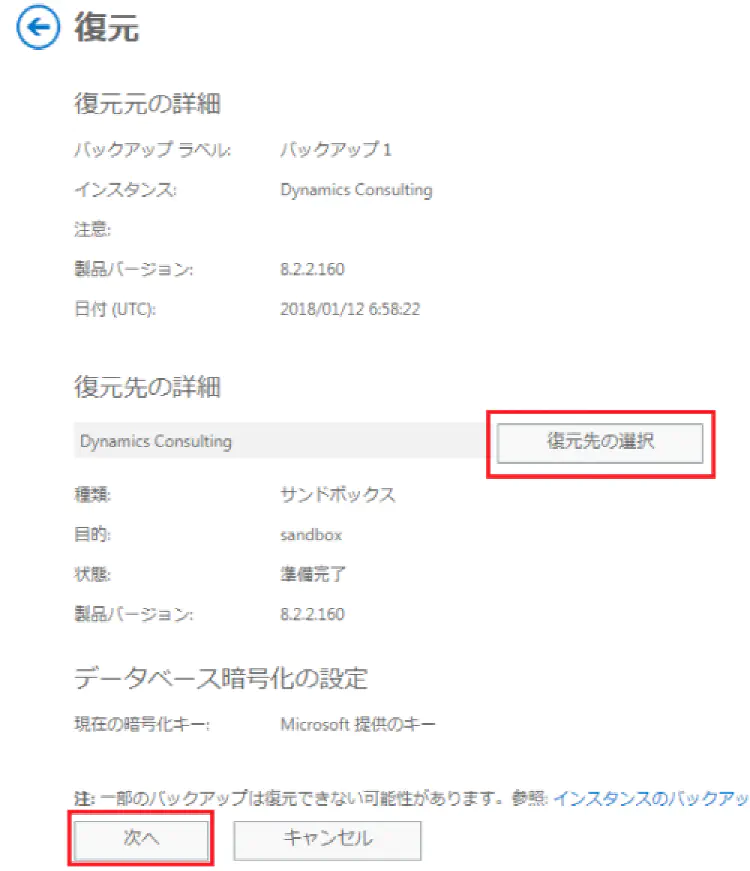 復元
復元元の詳細
バックアップ ラベル: バックアップ 1
インスタンス: Dynamics Consulting
注意:
製品バージョン: 8.2.2.160
日付 (UTC): 2018/01/12 6:58:22
復元先の詳細
Dynamics Consulting 復元先の選択
種類: サンドボックス
目的: sandbox
状態: 準備完了
製品バージョン: 8.2.2.160
データベース暗号化の設定
現在の暗号化キー: Microsoft 提供のキー
注: 一部のバックアップは復元できない可能性があります。参照: インスタンスのバックアッ
次へ キャンセル